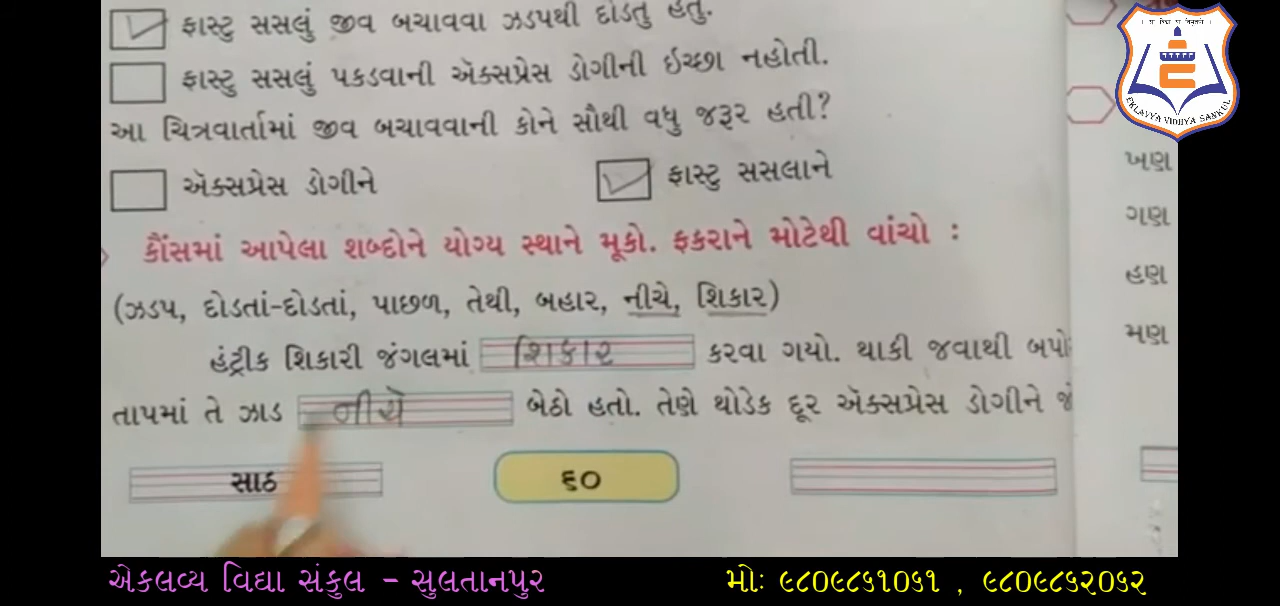 ફાસ્ટુ સસલું જીવ બચાવવા ઝડપથી દોડતું હતું.
ફાસ્ટુ સસલું પકડવાની ઍક્સપ્રેસ ડોગીની ઇચ્છા નહોતી.
આ ચિત્રવાર્તામાં જીવ બચાવવાની કોને સૌથી વધુ જરૂર હતી?
ઍક્સપ્રેસ ડોગીને ફાસ્ટુ સસલાને
કૌંસમાં આપેલા શબ્દોને યોગ્ય સ્થાને મૂકો. ફકરાને મોટેથી વાંચો :
(ઝડપ, દોડતાં-દોડતાં, પાછળ, તેથી, બહાર, નીચે, શિકાર)
હંટ્રીક શિકારી જંગલમાં શિકાર કરવા ગયો. થાકી જવાથી બપો
તાપમાં તે ઝાડ નીચે બેઠો હતો. તેણે થોડેક દૂર ઍક્સપ્રેસ ડોગીને જો
સાઠ ૬૦
ખણ
ગણ
હણ
મણ
EKLAVYA VIDHYA SANKUL
એકલવ્ય વિદ્યા સંકુલ - સુલતાનપુર મોઃ ૯૮૦૯૮૬૧૦૬૧ , ૯૮૦૯૮૬૨૦૬૨